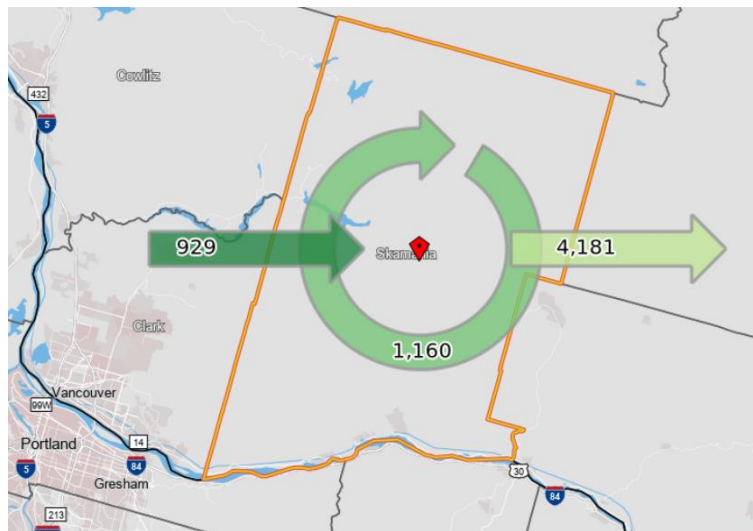 Cowlitz
432
5
929
Skamania
4,181
1,160
Clark
Vancouver
99W
Portland
14
5
84
Gresham
30
84
213